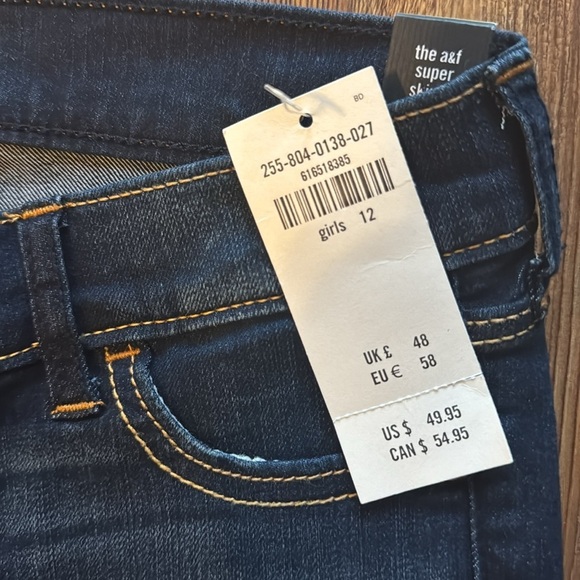 the a&f
super
BD
255-804-0138-027
616518385
girls 12
UK £ 48
EU € 58
US $ 49.95
CAN $ 54.95